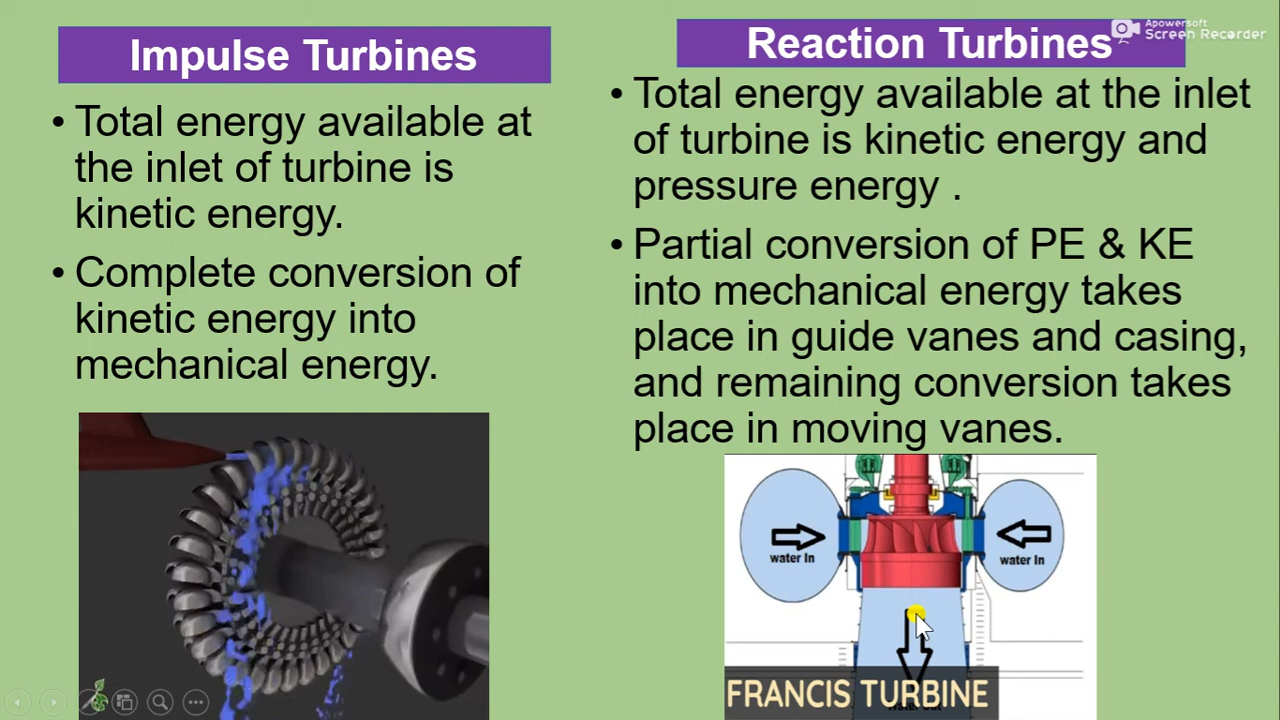 Impulse Turbines
• Total energy available at
the inlet of turbine is
kinetic energy.
• Complete conversion of
kinetic energy into
mechanical energy.
Reaction Turbines
Apowersoft
Screen Recorder
• Total energy available at the inlet
of turbine is kinetic energy and
pressure energy .
• Partial conversion of PE & KE
into mechanical energy takes
place in guide vanes and casing,
and remaining conversion takes
place in moving vanes.
water In
water In
FRANCIS TURBINE